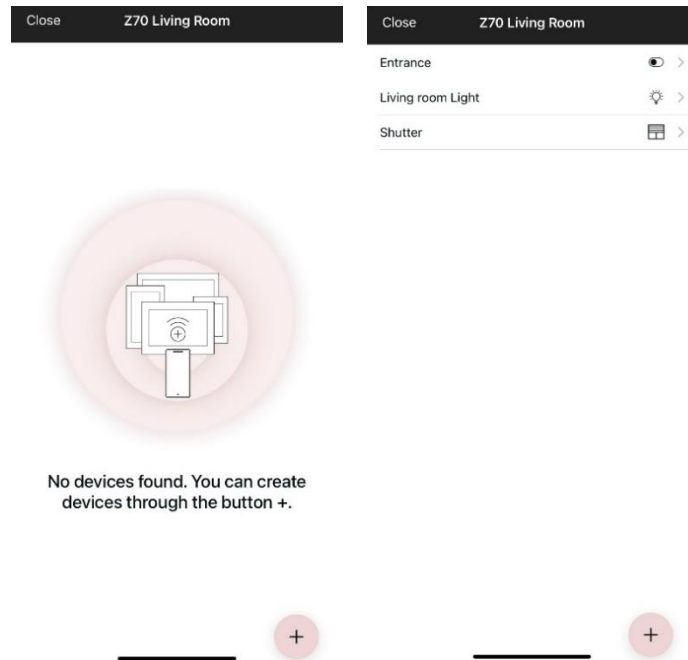 Close Z70 Living Room
No devices found. You can create
devices through the button +.
+
Close Z70 Living Room
Entrance
Living room Light
Shutter
+